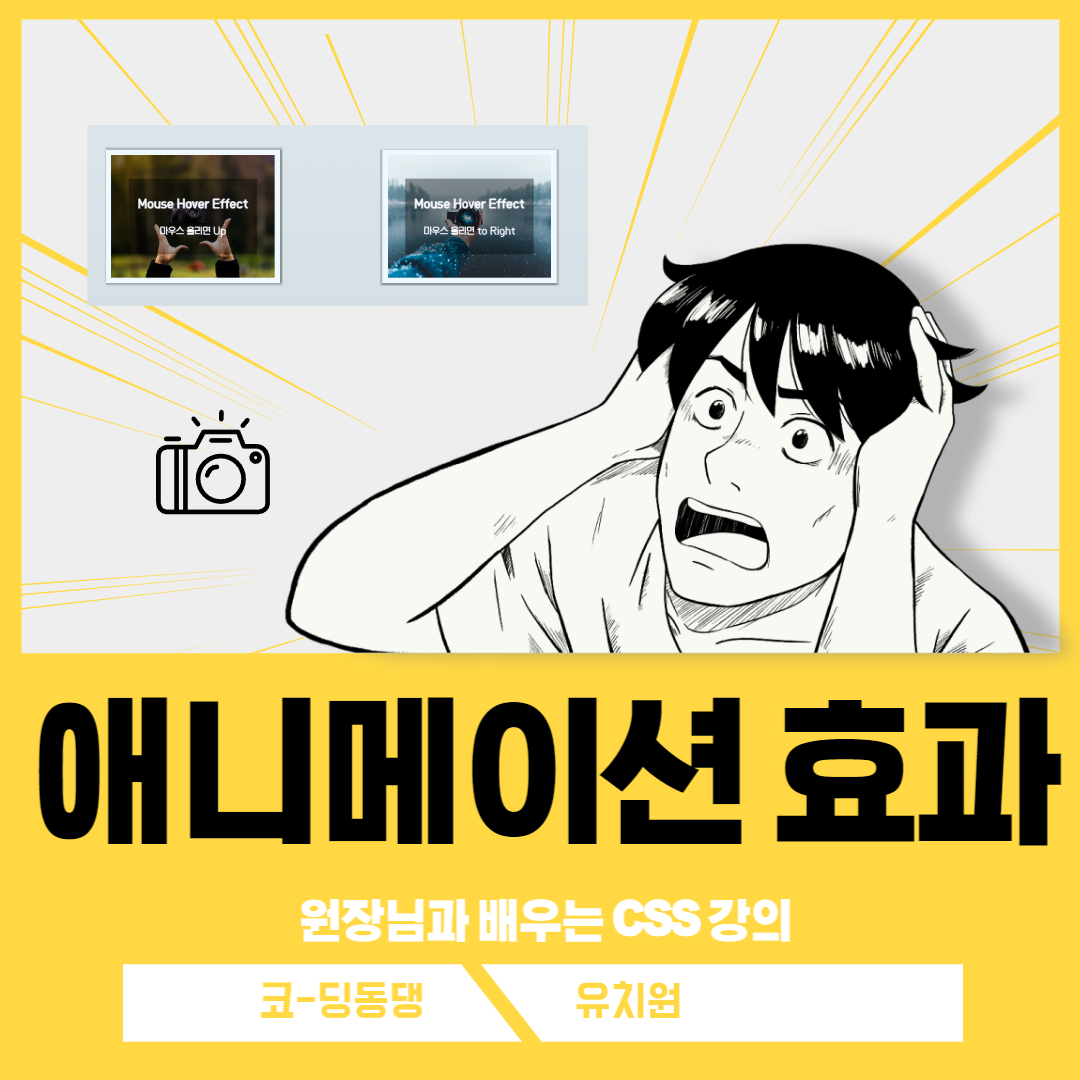 Mouse Hover Effect
마우스 올리면 Up
Mouse Hover Effect
마우스 올리면 to Right
애니메이션 효과
원장님과 배우는 CSS 강의
코-딩동댕
유치원